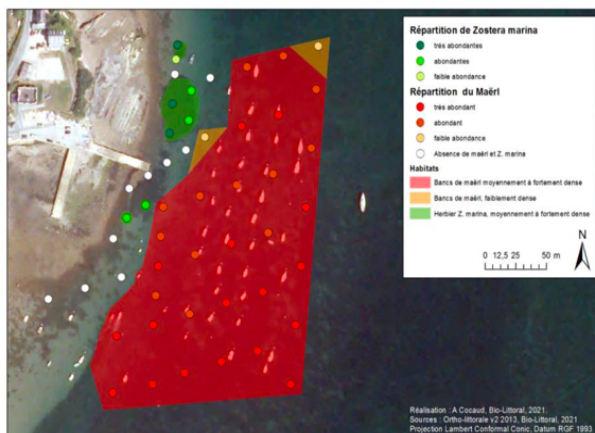 Répartition de Zostera marina
très abondantes
abondantes
faible abondance
Répartition du Maërl
très abondant
abondant
faible abondance
Absence de maërl et Z. marina
Habitats
Bancs de maërl moyennement à fortement dense
Bancs de maërl, faiblement dense
Herbier Z. marina, moyennement à fortement dense
N
0 12,5 25 50 m
Réalisation : A Cocaud, Bio-Littoral, 2021.
Sources : Ortho-littorale v2 2013, Bio-Littoral, 2021
Projection Lambert Conformal Conic, Datum RGF 1993